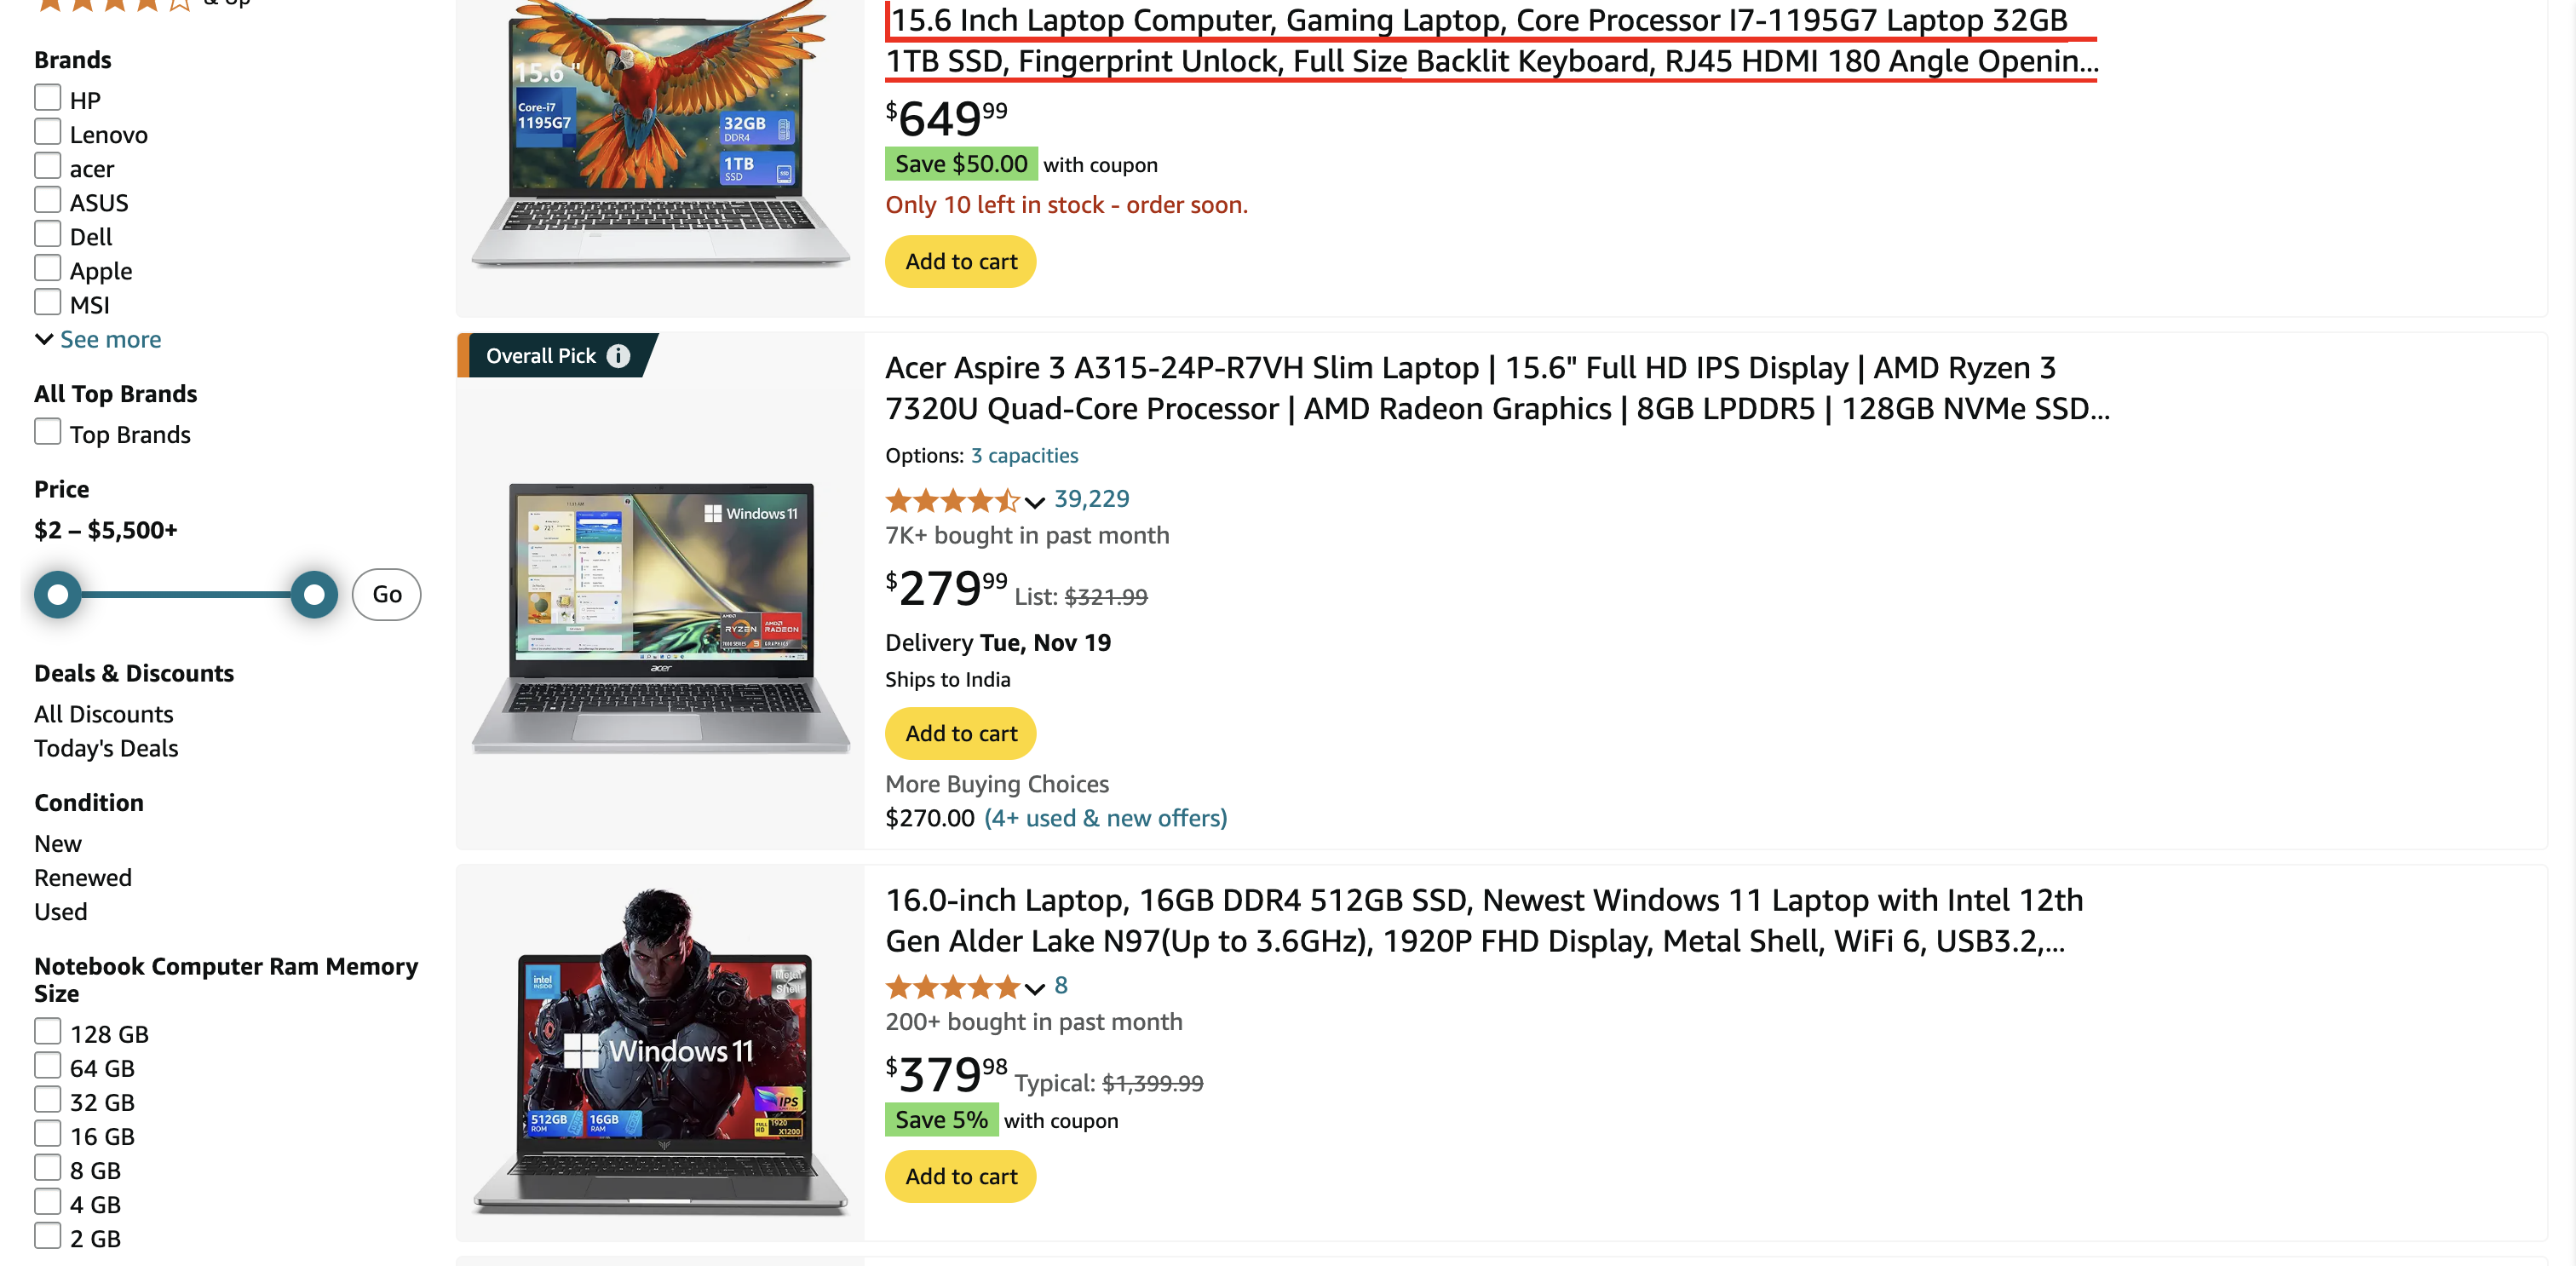 & Up
Brands
HP
Lenovo
acer
ASUS
Dell
Apple
MSI
See more
All Top Brands
Top Brands
Price
$2 – $5,500+
Go
Deals & Discounts
All Discounts
Today's Deals
Condition
New
Renewed
Used
Notebook Computer Ram Memory
Size
128 GB
64 GB
32 GB
16 GB
8 GB
4 GB
2 GB
15.6 "
Core-i7
1195G7
32GB
DDR4
1TB
SSD
15.6 Inch Laptop Computer, Gaming Laptop, Core Processor I7-1195G7 Laptop 32GB
1TB SSD, Fingerprint Unlock, Full Size Backlit Keyboard, RJ45 HDMI 180 Angle Openin...
$649.99
Save $50.00 with coupon
Only 10 left in stock - order soon.
Add to cart
Overall Pick
Windows 11
AMD
RYZEN
AMD
RADEON
GRAPHICS
acer
Acer Aspire 3 A315-24P-R7VH Slim Laptop | 15.6" Full HD IPS Display | AMD Ryzen 3
7320U Quad-Core Processor | AMD Radeon Graphics | 8GB LPDDR5 | 128GB NVMe SSD...
Options: 3 capacities
39,229
7K+ bought in past month
$279.99 List: $321.99
Delivery Tue, Nov 19
Ships to India
Add to cart
More Buying Choices
$270.00 (4+ used & new offers)
intel
INSIDE
Metal
Shell
Windows 11
IPS
512GB
ROM
16GB
RAM
FULL
HD
1920
X1200
16.0-inch Laptop, 16GB DDR4 512GB SSD, Newest Windows 11 Laptop with Intel 12th
Gen Alder Lake N97(Up to 3.6GHz), 1920P FHD Display, Metal Shell, WiFi 6, USB3.2,...
8
200+ bought in past month
$379.98 Typical: $1,399.99
Save 5% with coupon
Add to cart